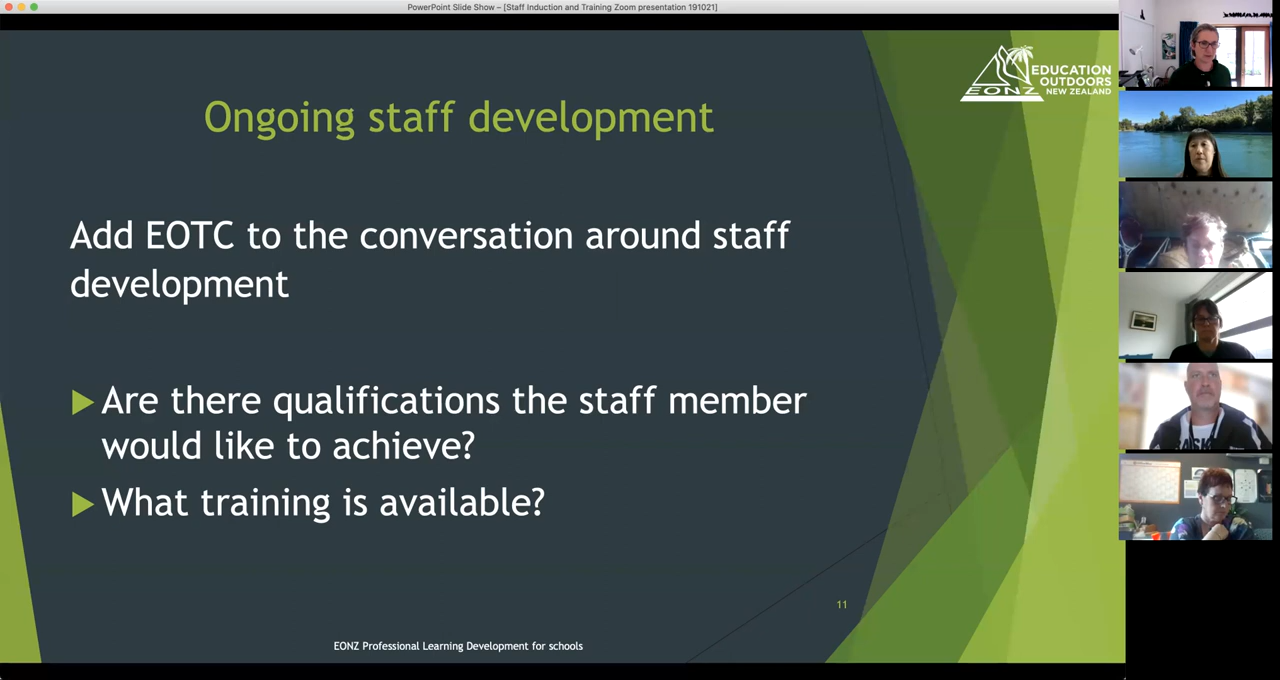 PowerPoint Slide Show – [Staff Induction and Training Zoom presentation 191021]
EDUCATION
OUTDOORS
NEW ZEALAND
EONZ
Ongoing staff development
Add EOTC to the conversation around staff
development
Are there qualifications the staff member
would like to achieve?
What training is available?
11
EONZ Professional Learning Development for schools